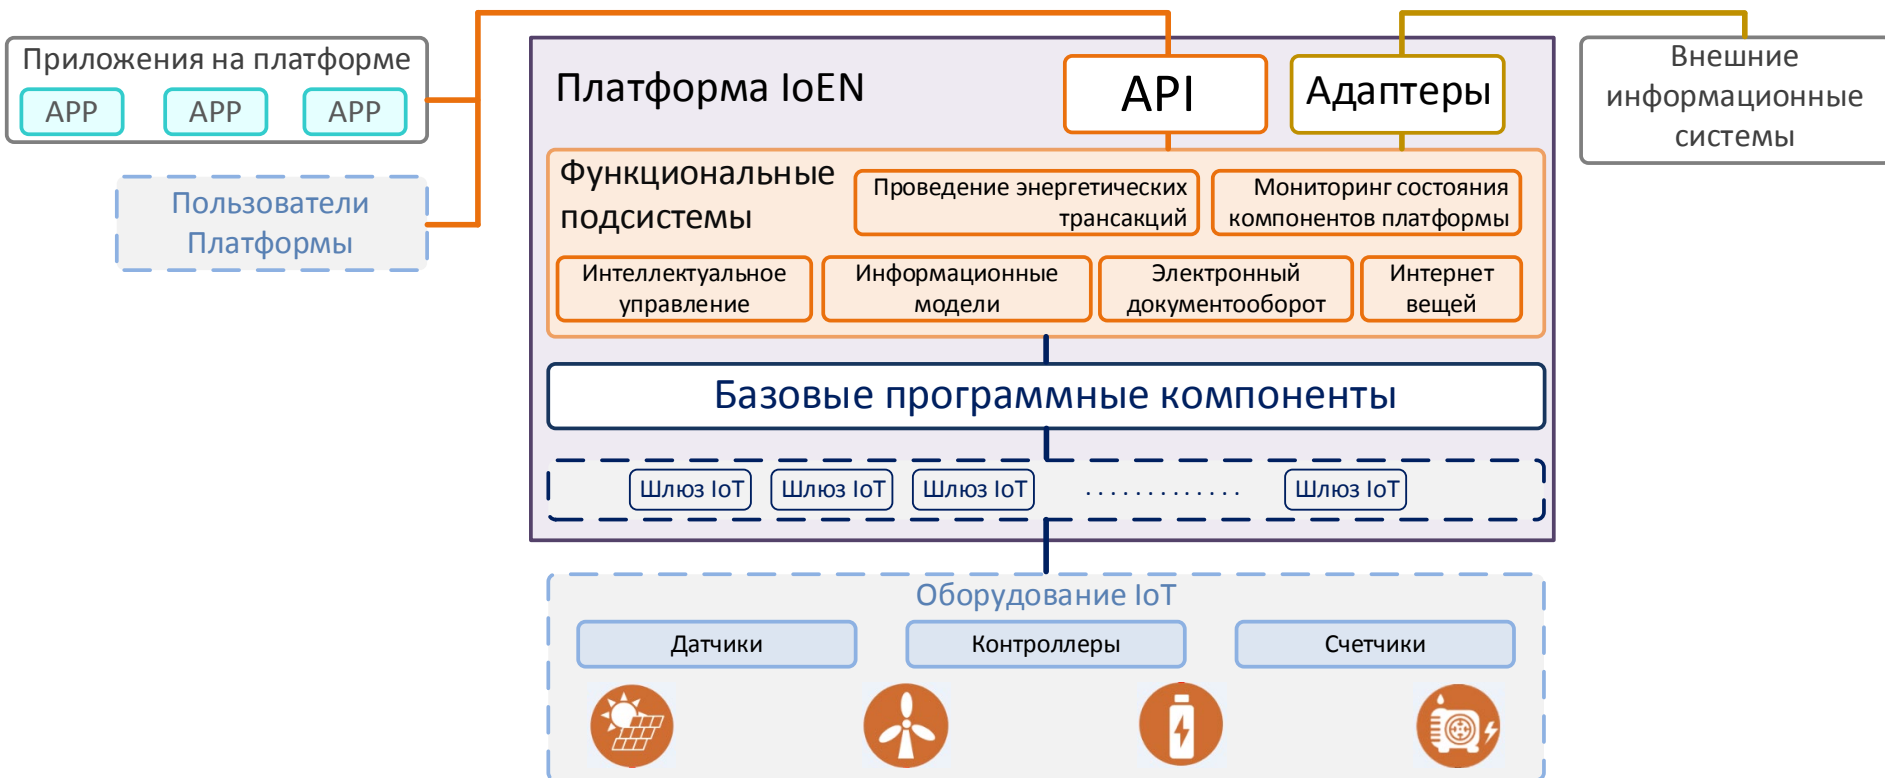 Приложения на платформе
APP
APP
APP
Пользователи
Платформы
Платформа IoEN
API
Адаптеры
Внешние
информационные
системы
Функциональные
подсистемы
Проведение энергетических
трансакций
Мониторинг состояния
компонентов платформы
Интеллектуальное
управление
Информационные
модели
Электронный
документооборот
Интернет
вещей
Базовые программные компоненты
Шлюз IoT
Шлюз IoT
Шлюз IoT
. . . . . . . . . . . . .
Шлюз IoT
Оборудование IoT
Датчики
Контроллеры
Счетчики